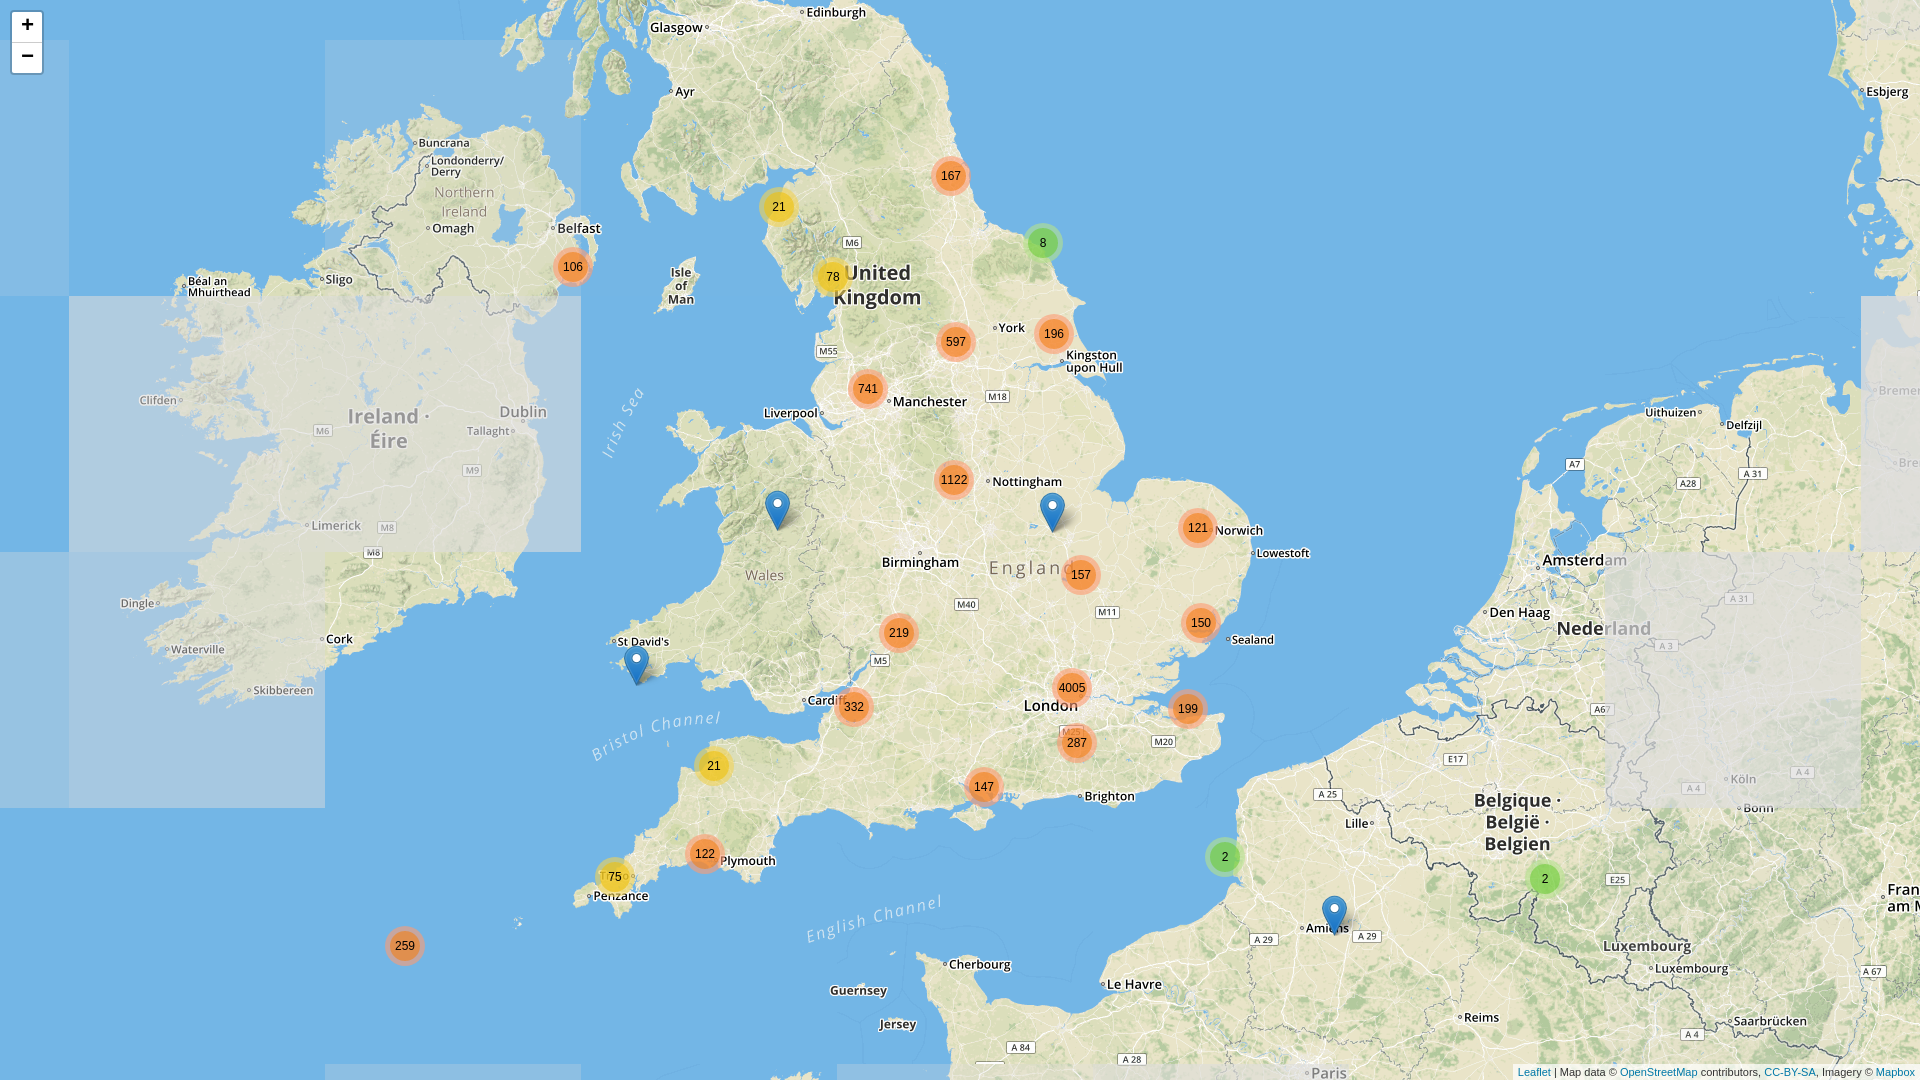 +
−
Edinburgh
Glasgow
Ayr
Esbjerg
Buncrana
Londonderry/
Derry
167
Northern
Ireland
21
Omagh
Belfast
M6
8
106
Isle
of
Man
78
United
Kingdom
Béal an
Mhuirthead
Sligo
York
196
597
M55
Kingston
upon Hull
741
M18
Manchester
Clifden
Liverpool
Dublin
Ireland ·
Éire
M6
Tallaght
Irish Sea
Uithuizen
Delfzijl
A7
A 31
A28
M9
1122
Nottingham
Limerick
M8
121
Norwich
M8
Lowestoft
Birmingham
England
157
Wales
Amsterdam
A 31
Dingle
M40
M11
Den Haag
150
219
Nederland
Cork
St David's
Sealand
Waterville
M5
A 3
Skibbereen
4005
Cardiff
332
London
199
Bristol Channel
M25
287
M20
E17
21
Köln
A 4
A 4
147
Brighton
A 25
Belgique ·
België ·
Belgien
Bonn
Lille
122
Plymouth
2
75
Penzance
2
E25
English Channel
259
Amiens
A 29
A 29
Luxembourg
Luxembourg
A 67
Cherbourg
Le Havre
Guernsey
Jersey
Reims
Saarbrücken
A 4
A 84
A 28
Paris
Leaflet | Map data © OpenStreetMap contributors, CC-BY-SA, Imagery © Mapbox